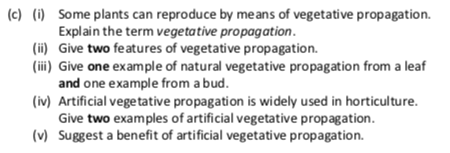 (c) (i) Some plants can reproduce by means of vegetative propagation.
Explain the term vegetative propagation.
(ii) Give two features of vegetative propagation.
(iii) Give one example of natural vegetative propagation from a leaf
and one example from a bud.
(iv) Artificial vegetative propagation is widely used in horticulture.
Give two examples of artificial vegetative propagation.
(v) Suggest a benefit of artificial vegetative propagation.